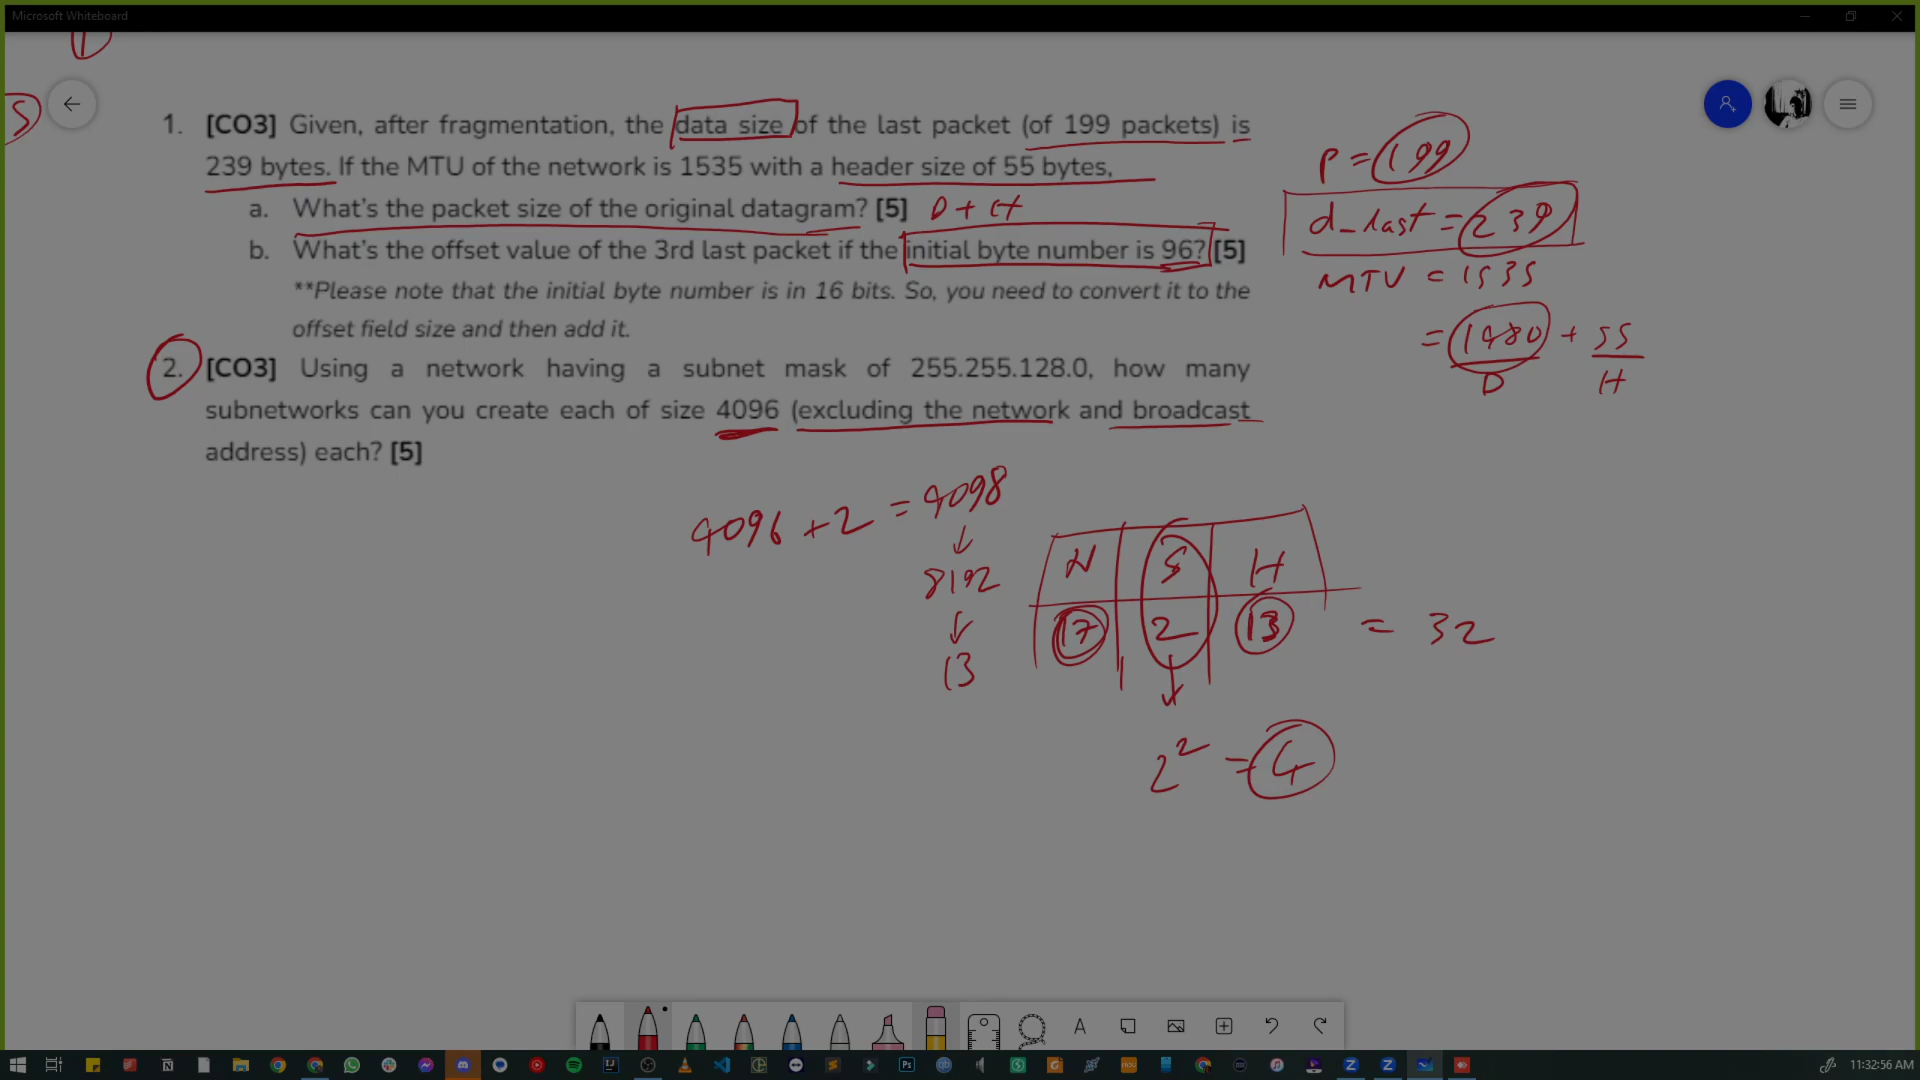 Microsoft Whiteboard
1. [CO3] Given, after fragmentation, the data size of the last packet (of 199 packets) is
239 bytes. If the MTU of the network is 1535 with a header size of 55 bytes,
a. What's the packet size of the original datagram? [5] D + H
b. What's the offset value of the 3rd last packet if the initial byte number is 96? [5]
**Please note that the initial byte number is in 16 bits. So, you need to convert it to the
offset field size and then add it.
2. [CO3] Using a network having a subnet mask of 255.255.128.0, how many
subnetworks can you create each of size 4096 (excluding the network and broadcast
address) each? [5]
P = 199
d_last = 239
MTU = 1535
= 1480 + 55
D H
4096 + 2 = 4098
↓
8192
↓
13
N S H
17 2 13 = 32
↓
2² = 4
11:32:56 AM